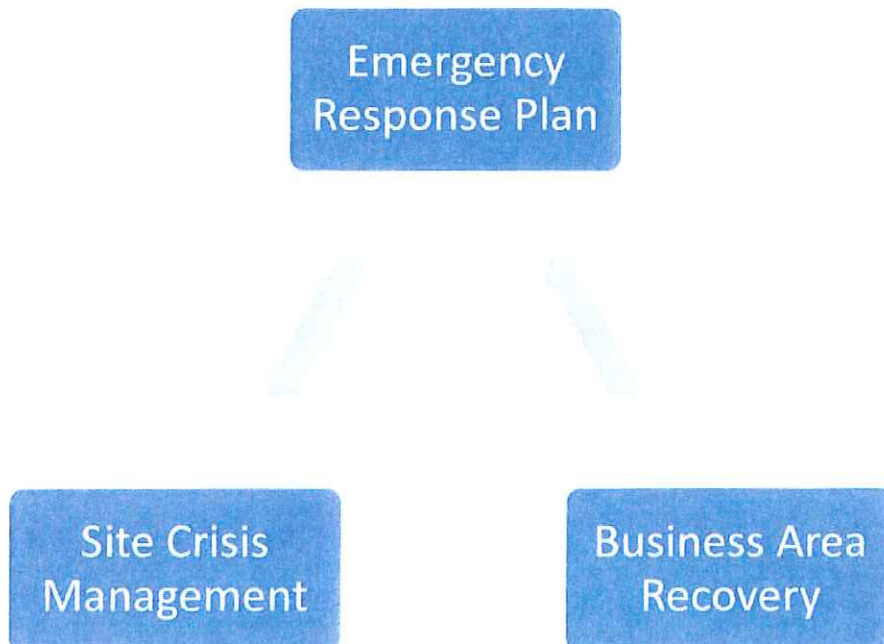 Emergency
Response Plan
Site Crisis
Management
Business Area
Recovery